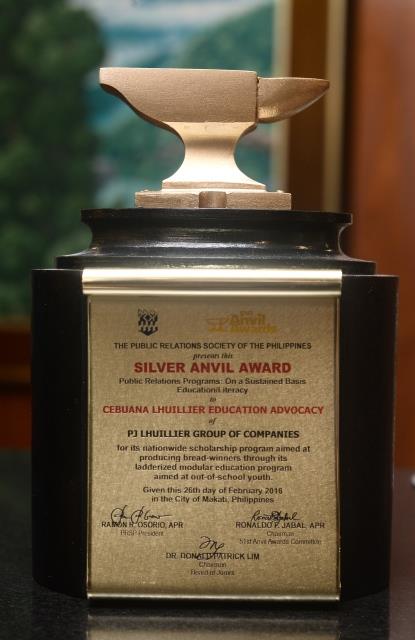 51st
Anvil
Awards
THE PUBLIC RELATIONS SOCIETY OF THE PHILIPPINES
presents this
SILVER ANVIL AWARD
Public Relations Programs: On a Sustained Basis
Education/Literacy
to
CEBUANA LHUILLIER EDUCATION ADVOCACY
of
PJ LHUILLIER GROUP OF COMPANIES
for its nationwide scholarship program aimed at
producing bread-winners through its
ladderized modular education program
aimed at out-of-school youth.
Given this 26th day of February 2016
in the City of Makati, Philippines
RAMON R. OSORIO, APR
PRSP President
RONALDO F. JABAL, APR
Chairman
51st Anvil Awards Committee
DR. DONALD PATRICK LIM
Chairman
Board of Jurors